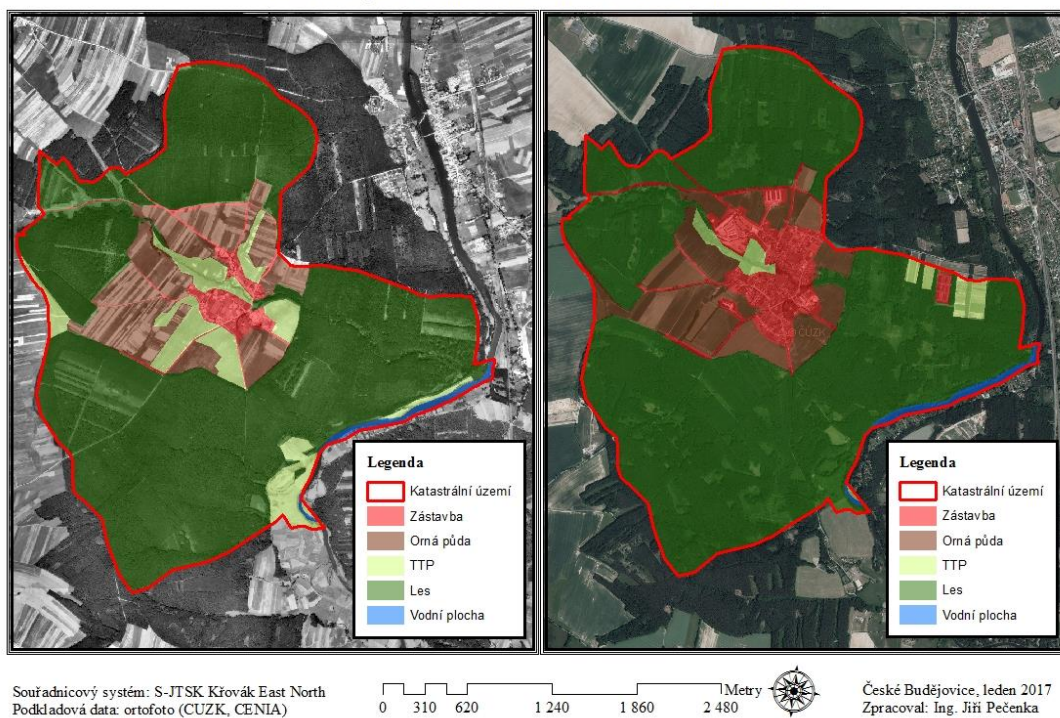 Legenda
Katastrální území
Zástavba
Orná půda
TTP
Les
Vodní plocha
ČÚZK
Legenda
Katastrální území
Zástavba
Orná půda
TTP
Les
Vodní plocha
Souřadnicový systém: S-JTSK Křovák East North
Podkladová data: ortofoto (CUZK, CENIA)
Metry
0 310 620 1 240 1 860 2 480
České Budějovice, leden 2017
Zpracoval: Ing. Jiří Pečenka